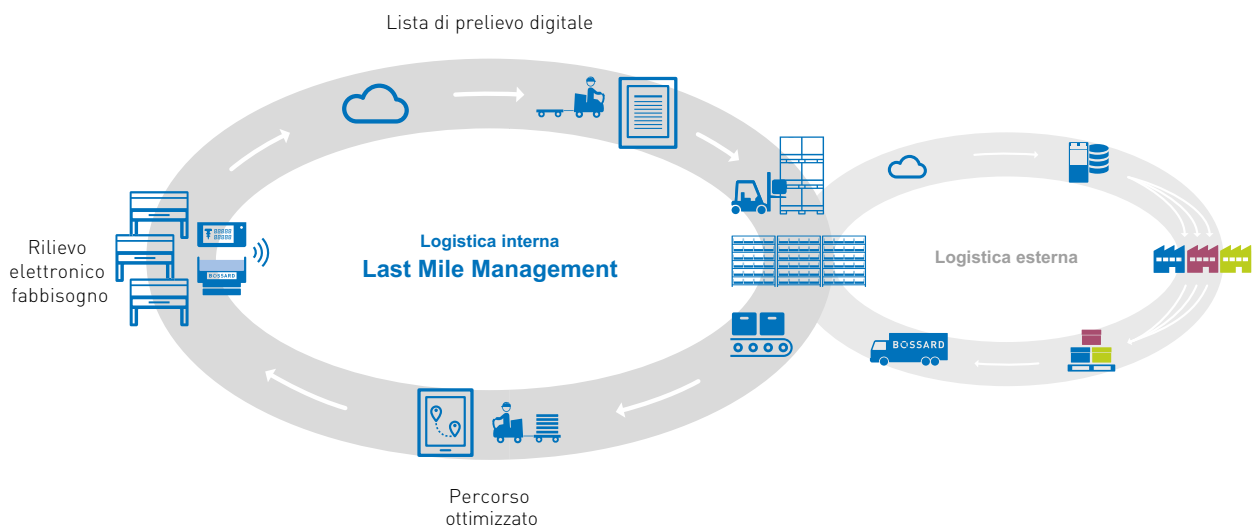 Lista di prelievo digitale
Rilievo
elettronico
fabbisogno
BOSSARD
Logistica interna
Last Mile Management
Logistica esterna
BOSSARD
Percorso
ottimizzato